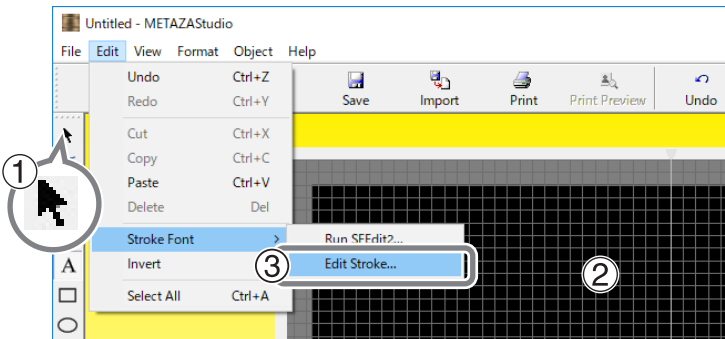 Untitled - METAZAStudio
File Edit View Format Object Help
Save Import Print Print Preview Undo
Undo Ctrl+Z
Redo Ctrl+Y
Cut Ctrl+X
Copy Ctrl+C
Paste Ctrl+V
Delete Del
Stroke Font >
Invert
Select All Ctrl+A
Run SFEdit2...
Edit Stroke...
A
1
2
3